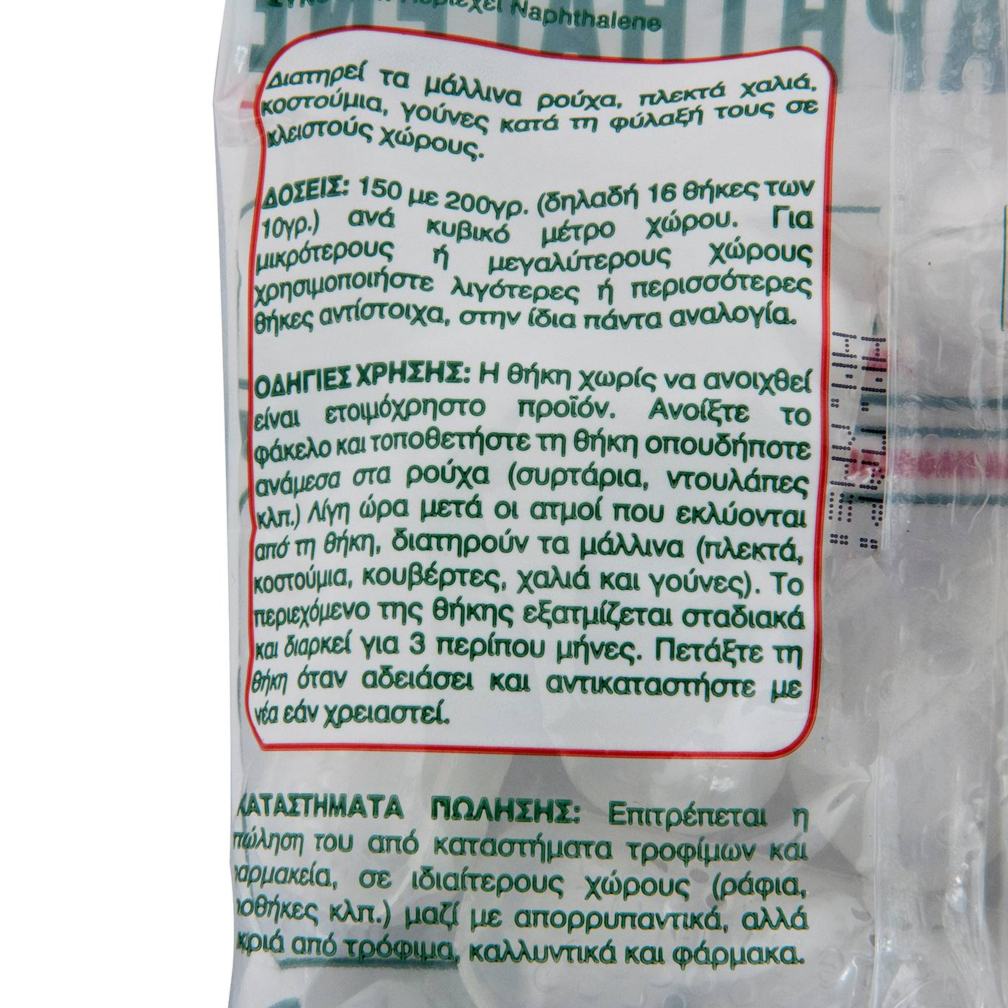 Περιέχει Naphthalene
Διατηρεί τα μάλλινα ρούχα, πλεκτά χαλιά,
κοστούμια, γούνες κατά τη φύλαξή τους σε
κλειστούς χώρους.
ΔΟΣΕΙΣ: 150 με 200γρ. (δηλαδή 16 θήκες των
10γρ.) ανά κυβικό μέτρο χώρου. Για
μικρότερους ή μεγαλύτερους χώρους
χρησιμοποιήστε λιγότερες ή περισσότερες
θήκες αντίστοιχα, στην ίδια πάντα αναλογία.
ΟΔΗΓΙΕΣ ΧΡΗΣΗΣ: Η θήκη χωρίς να ανοιχθεί
είναι ετοιμόχρηστο προϊόν. Ανοίξτε το
φάκελο και τοποθετήστε τη θήκη οπουδήποτε
ανάμεσα στα ρούχα (συρτάρια, ντουλάπες
κλπ.) Λίγη ώρα μετά οι ατμοί που εκλύονται
από τη θήκη, διατηρούν τα μάλλινα (πλεκτά,
κοστούμια, κουβέρτες, χαλιά και γούνες). Το
περιεχόμενο της θήκης εξατμίζεται σταδιακά
και διαρκεί για 3 περίπου μήνες. Πετάξτε τη
θήκη όταν αδειάσει και αντικαταστήστε με
νέα εάν χρειαστεί.
ΚΑΤΑΣΤΗΜΑΤΑ ΠΩΛΗΣΗΣ: Επιτρέπεται η
πώληση του από καταστήματα τροφίμων και
φαρμακεία, σε ιδιαίτερους χώρους (ράφια,
ποθήκες κλπ.) μαζί με απορρυπαντικά, αλλά
μακριά από τρόφιμα, καλλυντικά και φάρμακα.